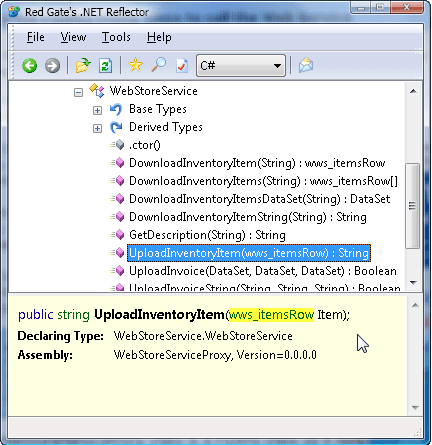 Red Gate's .NET Reflector
File View Tools Help
C#
WebStoreService
Base Types
Derived Types
.ctor()
DownloadInventoryItem(String) : wws_itemsRow
DownloadInventoryItems(String) : wws_itemsRow[]
DownloadInventoryItemsDataSet(String) : DataSet
DownloadInventoryItemString(String) : String
GetDescription(String) : String
UploadInventoryItem(wws_itemsRow) : String
UploadInvoice(DataSet, DataSet, DataSet) : Boolean
UploadInvoiceString(String, String, String) : Boolean
public string UploadInventoryItem(wws_itemsRow Item);
Declaring Type: WebStoreService.WebStoreService
Assembly: WebStoreServiceProxy, Version=0.0.0.0